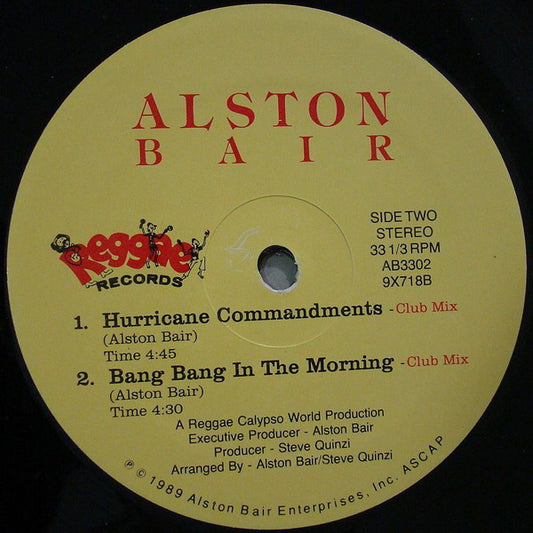 ALSTON
BAIR
Reggae
RECORDS
SIDE TWO
STEREO
33 1/3 RPM
AB3302
9X718B
1. Hurricane Commandments - Club Mix
(Alston Bair)
Time 4:45
2. Bang Bang In The Morning - Club Mix
(Alston Bair)
Time 4:30
A Reggae Calypso World Production
Executive Producer - Alston Bair
Producer - Steve Quinzi
Arranged By - Alston Bair/Steve Quinzi
℗ © 1989 Alston Bair Enterprises, Inc. ASCAP